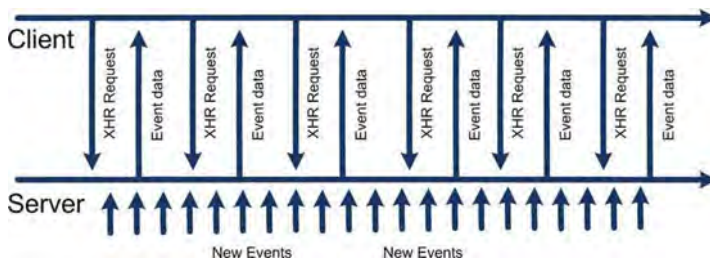 Client
XHR Request
Event data
XHR Request
Event data
XHR Request
Event data
XHR Request
Event data
XHR Request
Event data
XHR Request
Event data
Server
New Events
New Events